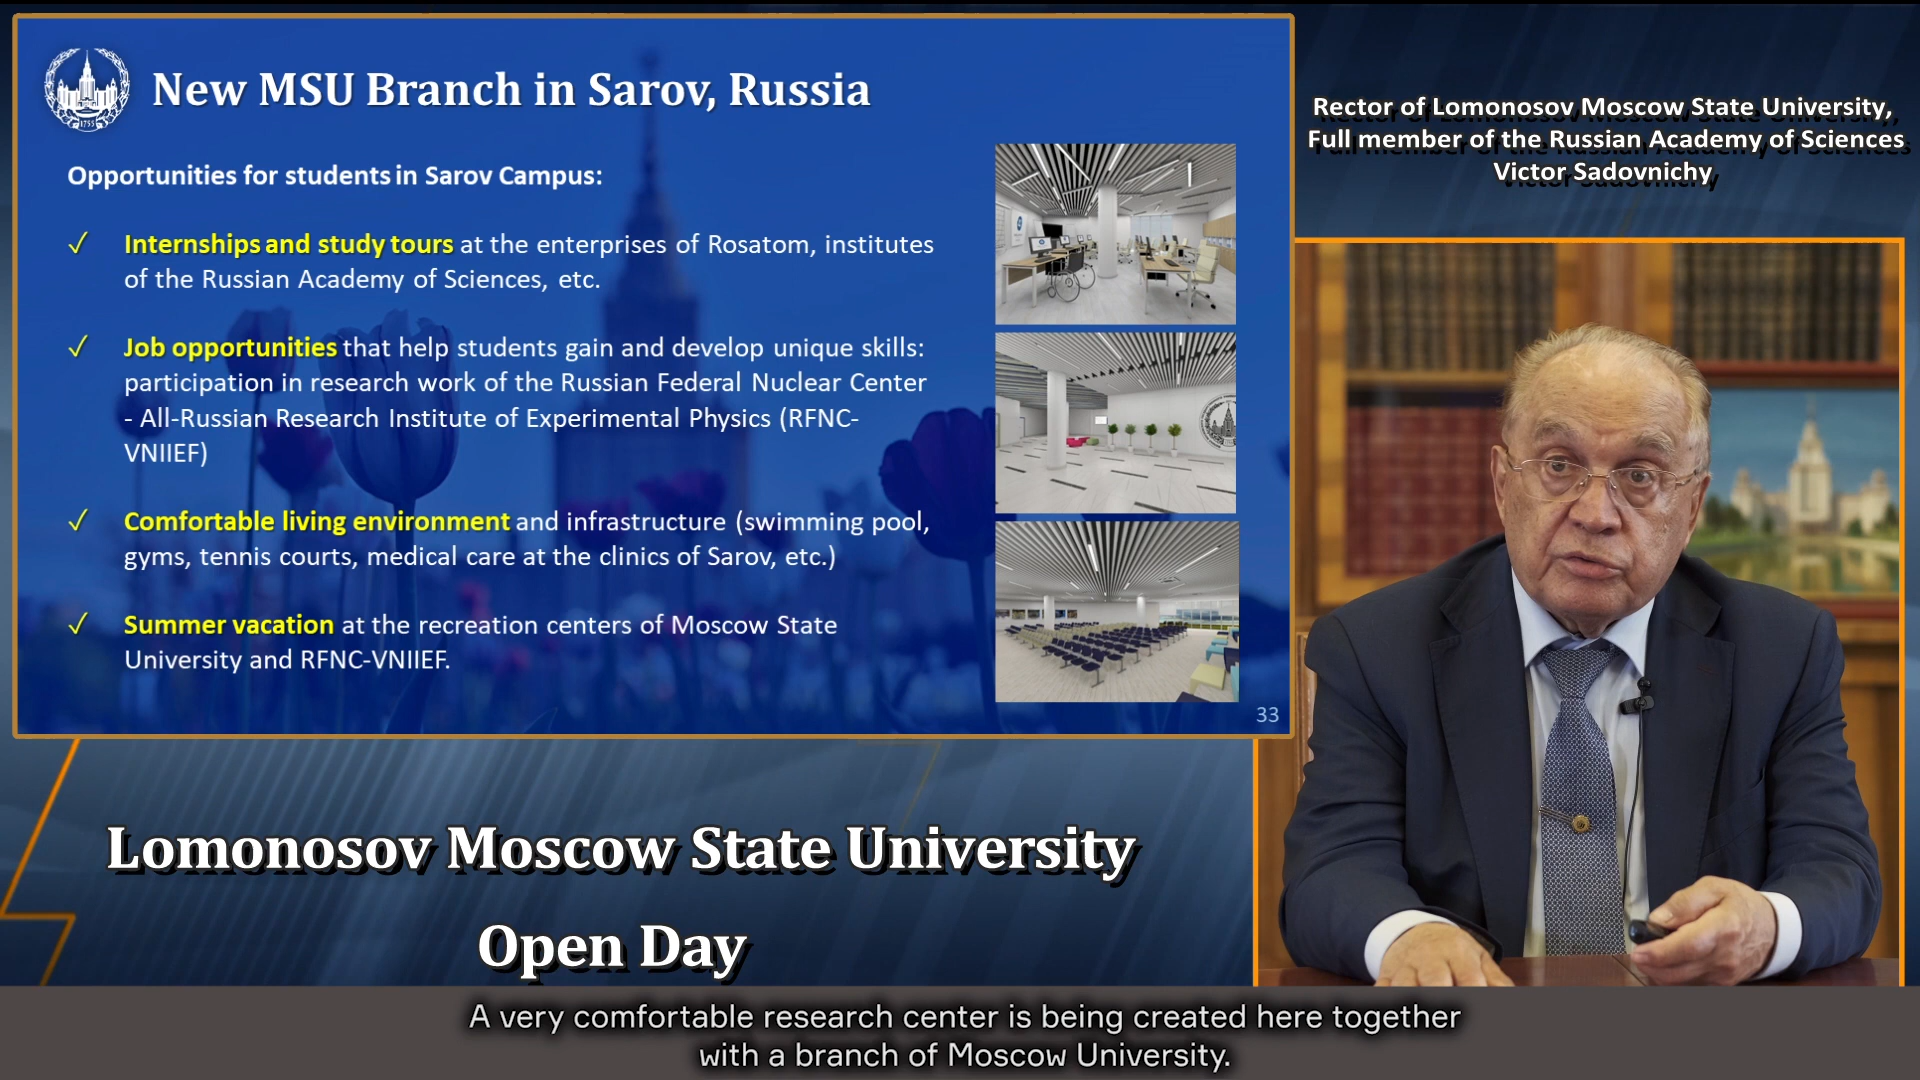 New MSU Branch in Sarov, Russia
1755
Opportunities for students in Sarov Campus:
✓ Internships and study tours at the enterprises of Rosatom, institutes
of the Russian Academy of Sciences, etc.
✓ Job opportunities that help students gain and develop unique skills:
participation in research work of the Russian Federal Nuclear Center
- All-Russian Research Institute of Experimental Physics (RFNC-
VNIIEF)
✓ Comfortable living environment and infrastructure (swimming pool,
gyms, tennis courts, medical care at the clinics of Sarov, etc.)
✓ Summer vacation at the recreation centers of Moscow State
University and RFNC-VNIIEF.
33
Rector of Lomonosov Moscow State University,
Full member of the Russian Academy of Sciences
Victor Sadovnichy
Lomonosov Moscow State University
Open Day
A very comfortable research center is being created here together
with a branch of Moscow University.